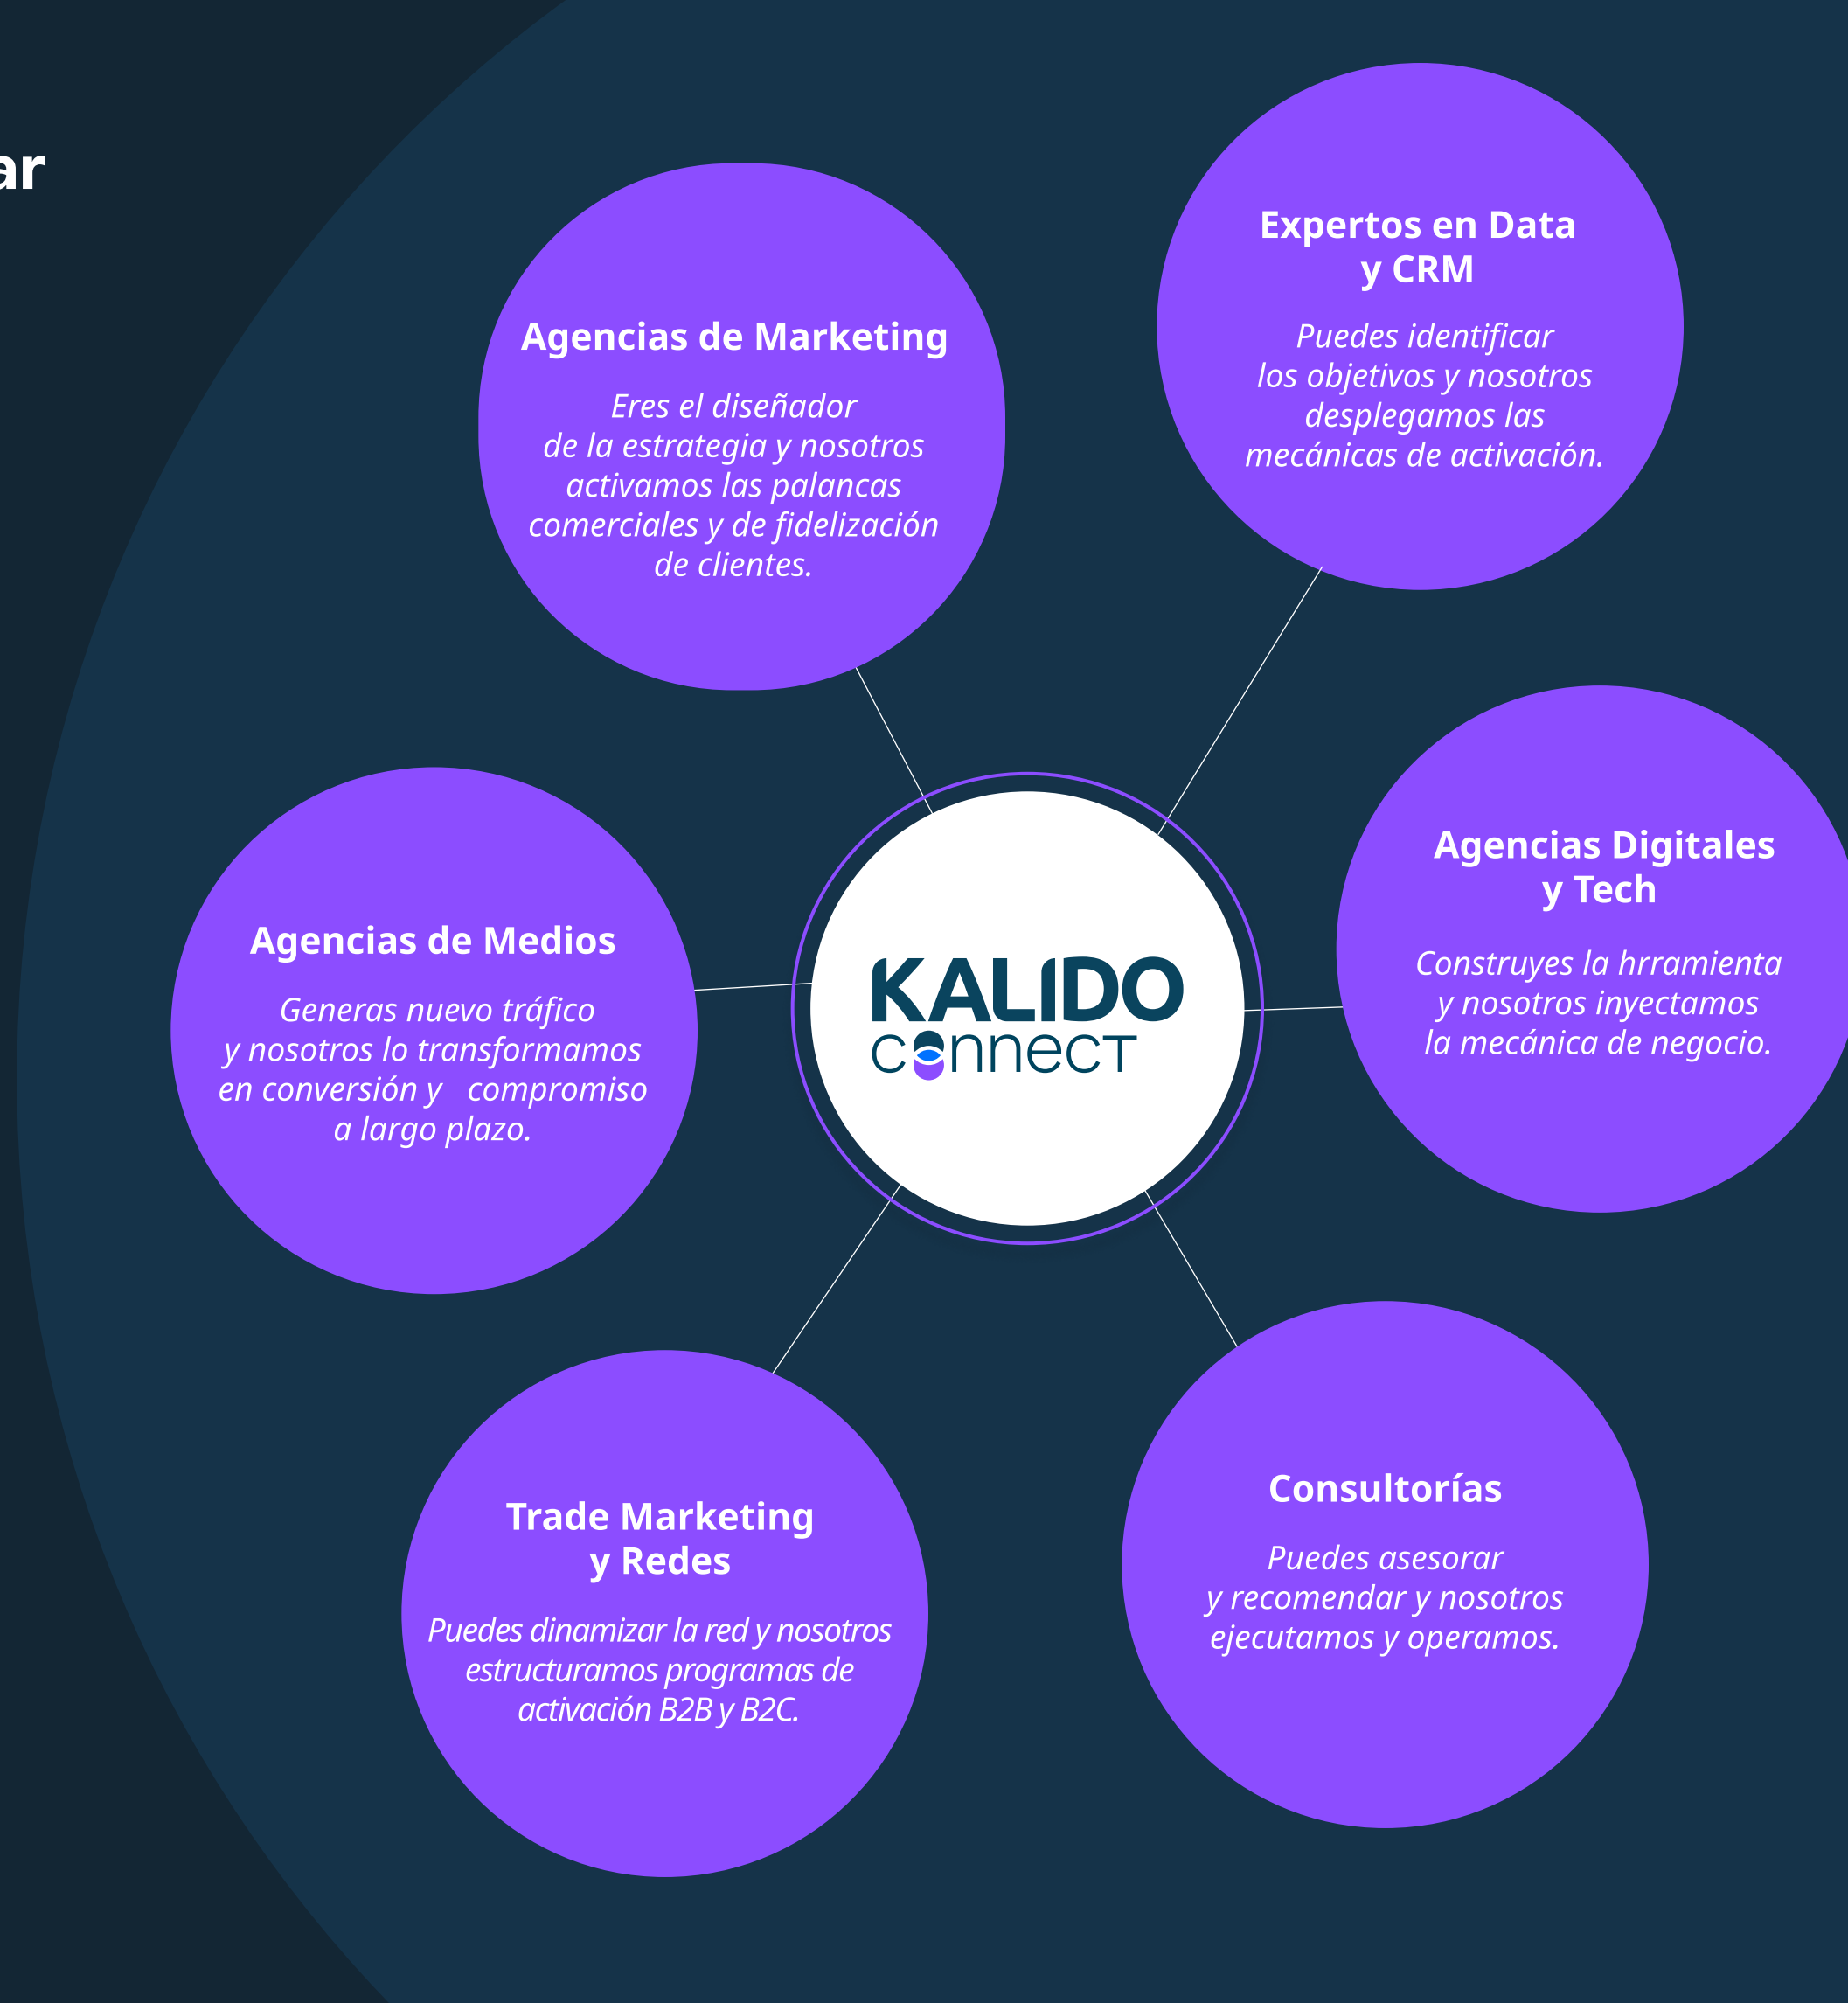 ar
Expertos en Data
y CRM
Puedes identificar
los objetivos y nosotros
desplegamos las
mecánicas de activación.
Agencias de Marketing
Eres el diseñador
de la estrategia y nosotros
activamos las palancas
comerciales y de fidelización
de clientes.
Agencias Digitales
y Tech
Construyes la hrramienta
y nosotros inyectamos
la mecánica de negocio.
Agencias de Medios
Generas nuevo tráfico
y nosotros lo transformamos
en conversión y compromiso
a largo plazo.
KALIDO
connect
Consultorías
Puedes asesorar
y recomendar y nosotros
ejecutamos y operamos.
Trade Marketing
y Redes
Puedes dinamizar la red y nosotros
estructuramos programas de
activación B2B y B2C.